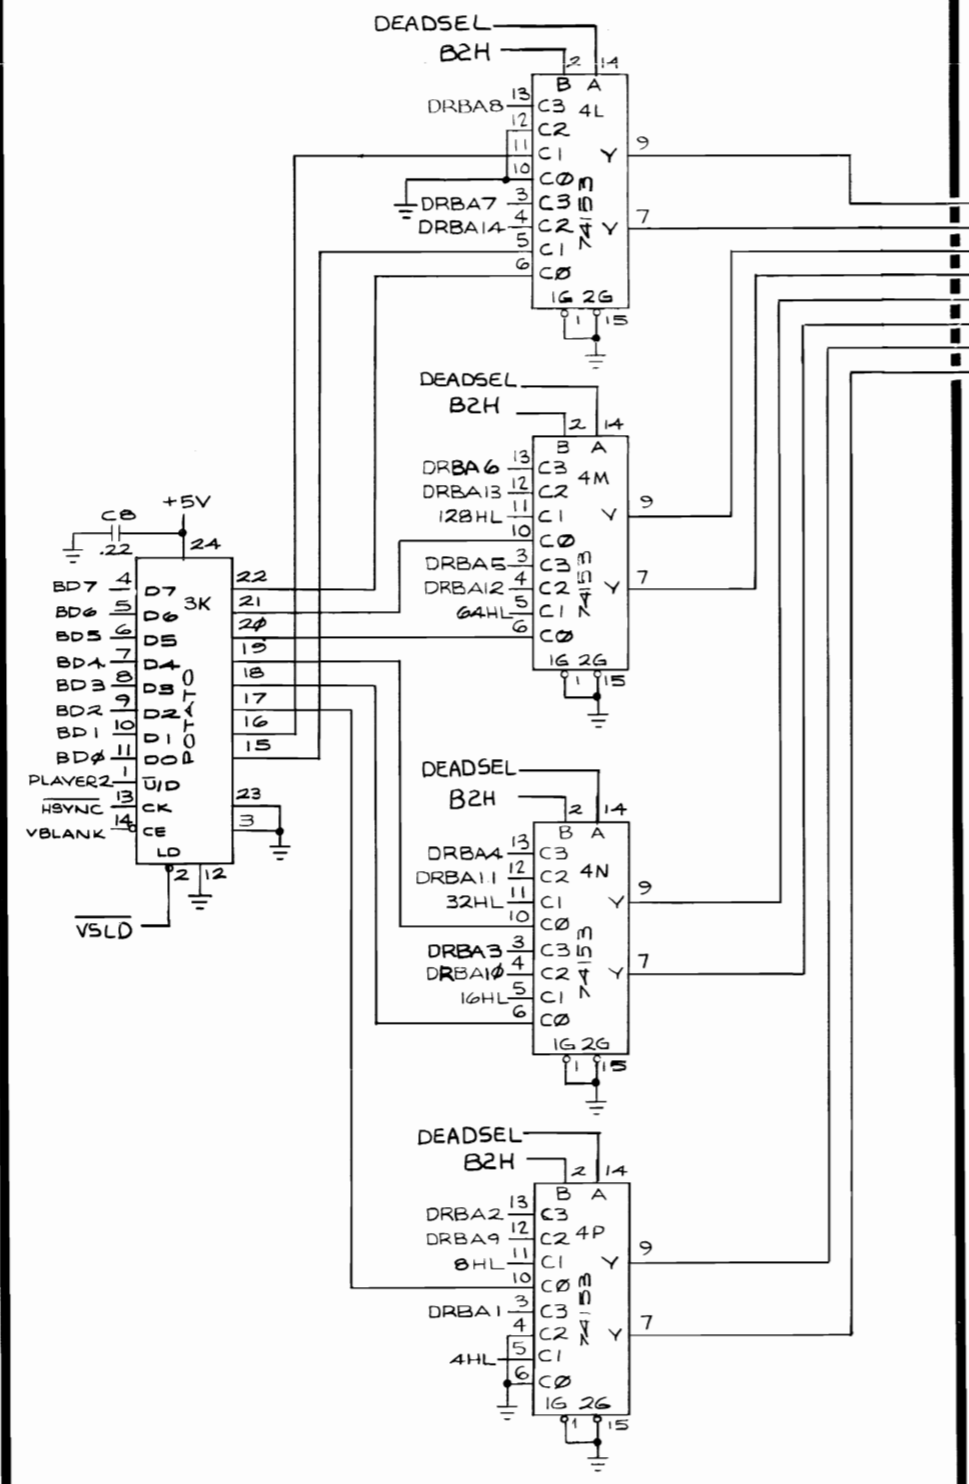 DEADSEL
B2H
2 14
B A
DRBA8 13 C3 4L
12 C2
11 C1 Y 9
10 CØ
DRBA7 3 C3 74153
DRBA14 4 C2 Y 7
5 C1
6 CØ
1G 2G
1 15
DEADSEL
B2H
2 14
B A
DRBA6 13 C3
DRBA13 12 C2 4M
128HL 11 C1 Y 9
10 CØ
DRBA5 3 C3 74153
DRBA12 4 C2 Y 7
64HL 5 C1
6 CØ
1G 2G
1 15
+5V
C8
.22
24
BD7 4 D7 22
BD6 5 D6 3K 21
BD5 6 D5 2Ø
BD4 7 D4 19
BD3 8 D3 POTATO 18
BD2 9 D2 17
BD1 10 D1 16
BDØ 11 D0 15
PLAYER2 1 U̅/D
H̅S̅Y̅N̅C̅ 13 CK 23
VBLANK 14 CE 3
LD
2 12
V̅S̅L̅D̅
DEADSEL
B2H
2 14
B A
DRBA4 13 C3
DRBA11 12 C2 4N
32HL 11 C1 Y 9
10 CØ
DRBA3 3 C3 74153
DRBA1Ø 4 C2 Y 7
16HL 5 C1
6 CØ
1G 2G
1 15
DEADSEL
B2H
2 14
B A
DRBA2 13 C3
DRBA9 12 C2 4P
8HL 11 C1 Y 9
10 CØ
DRBA1 3 C3 74153
4 C2 Y 7
4HL 5 C1
6 CØ
1G 2G
1 15